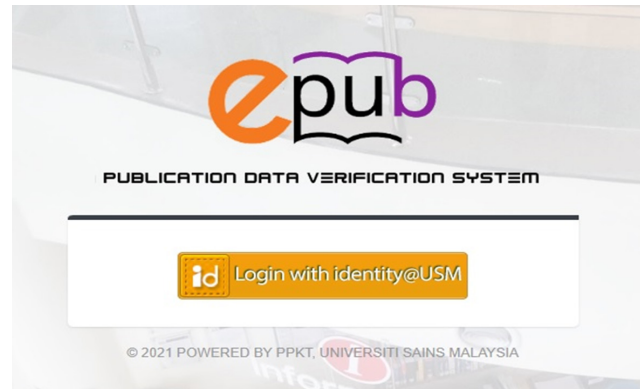 epub
PUBLICATION DATA VERIFICATION SYSTEM
id Login with identity@USM
© 2021 POWERED BY PPKT, UNIVERSITI SAINS MALAYSIA